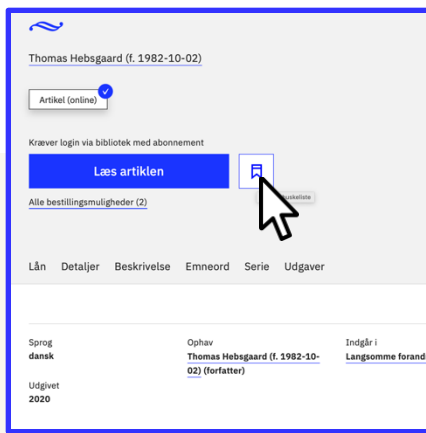 Thomas Hebsgaard (f. 1982-10-02)
Artikel (online)
Kræver login via bibliotek med abonnement
Læs artiklen
huskeliste
Alle bestillingsmuligheder (2)
Lån Detaljer Beskrivelse Emneord Serie Udgaver
Sprog
dansk
Ophav
Thomas Hebsgaard (f. 1982-10-
02) (forfatter)
Indgår i
Langsomme forand
Udgivet
2020